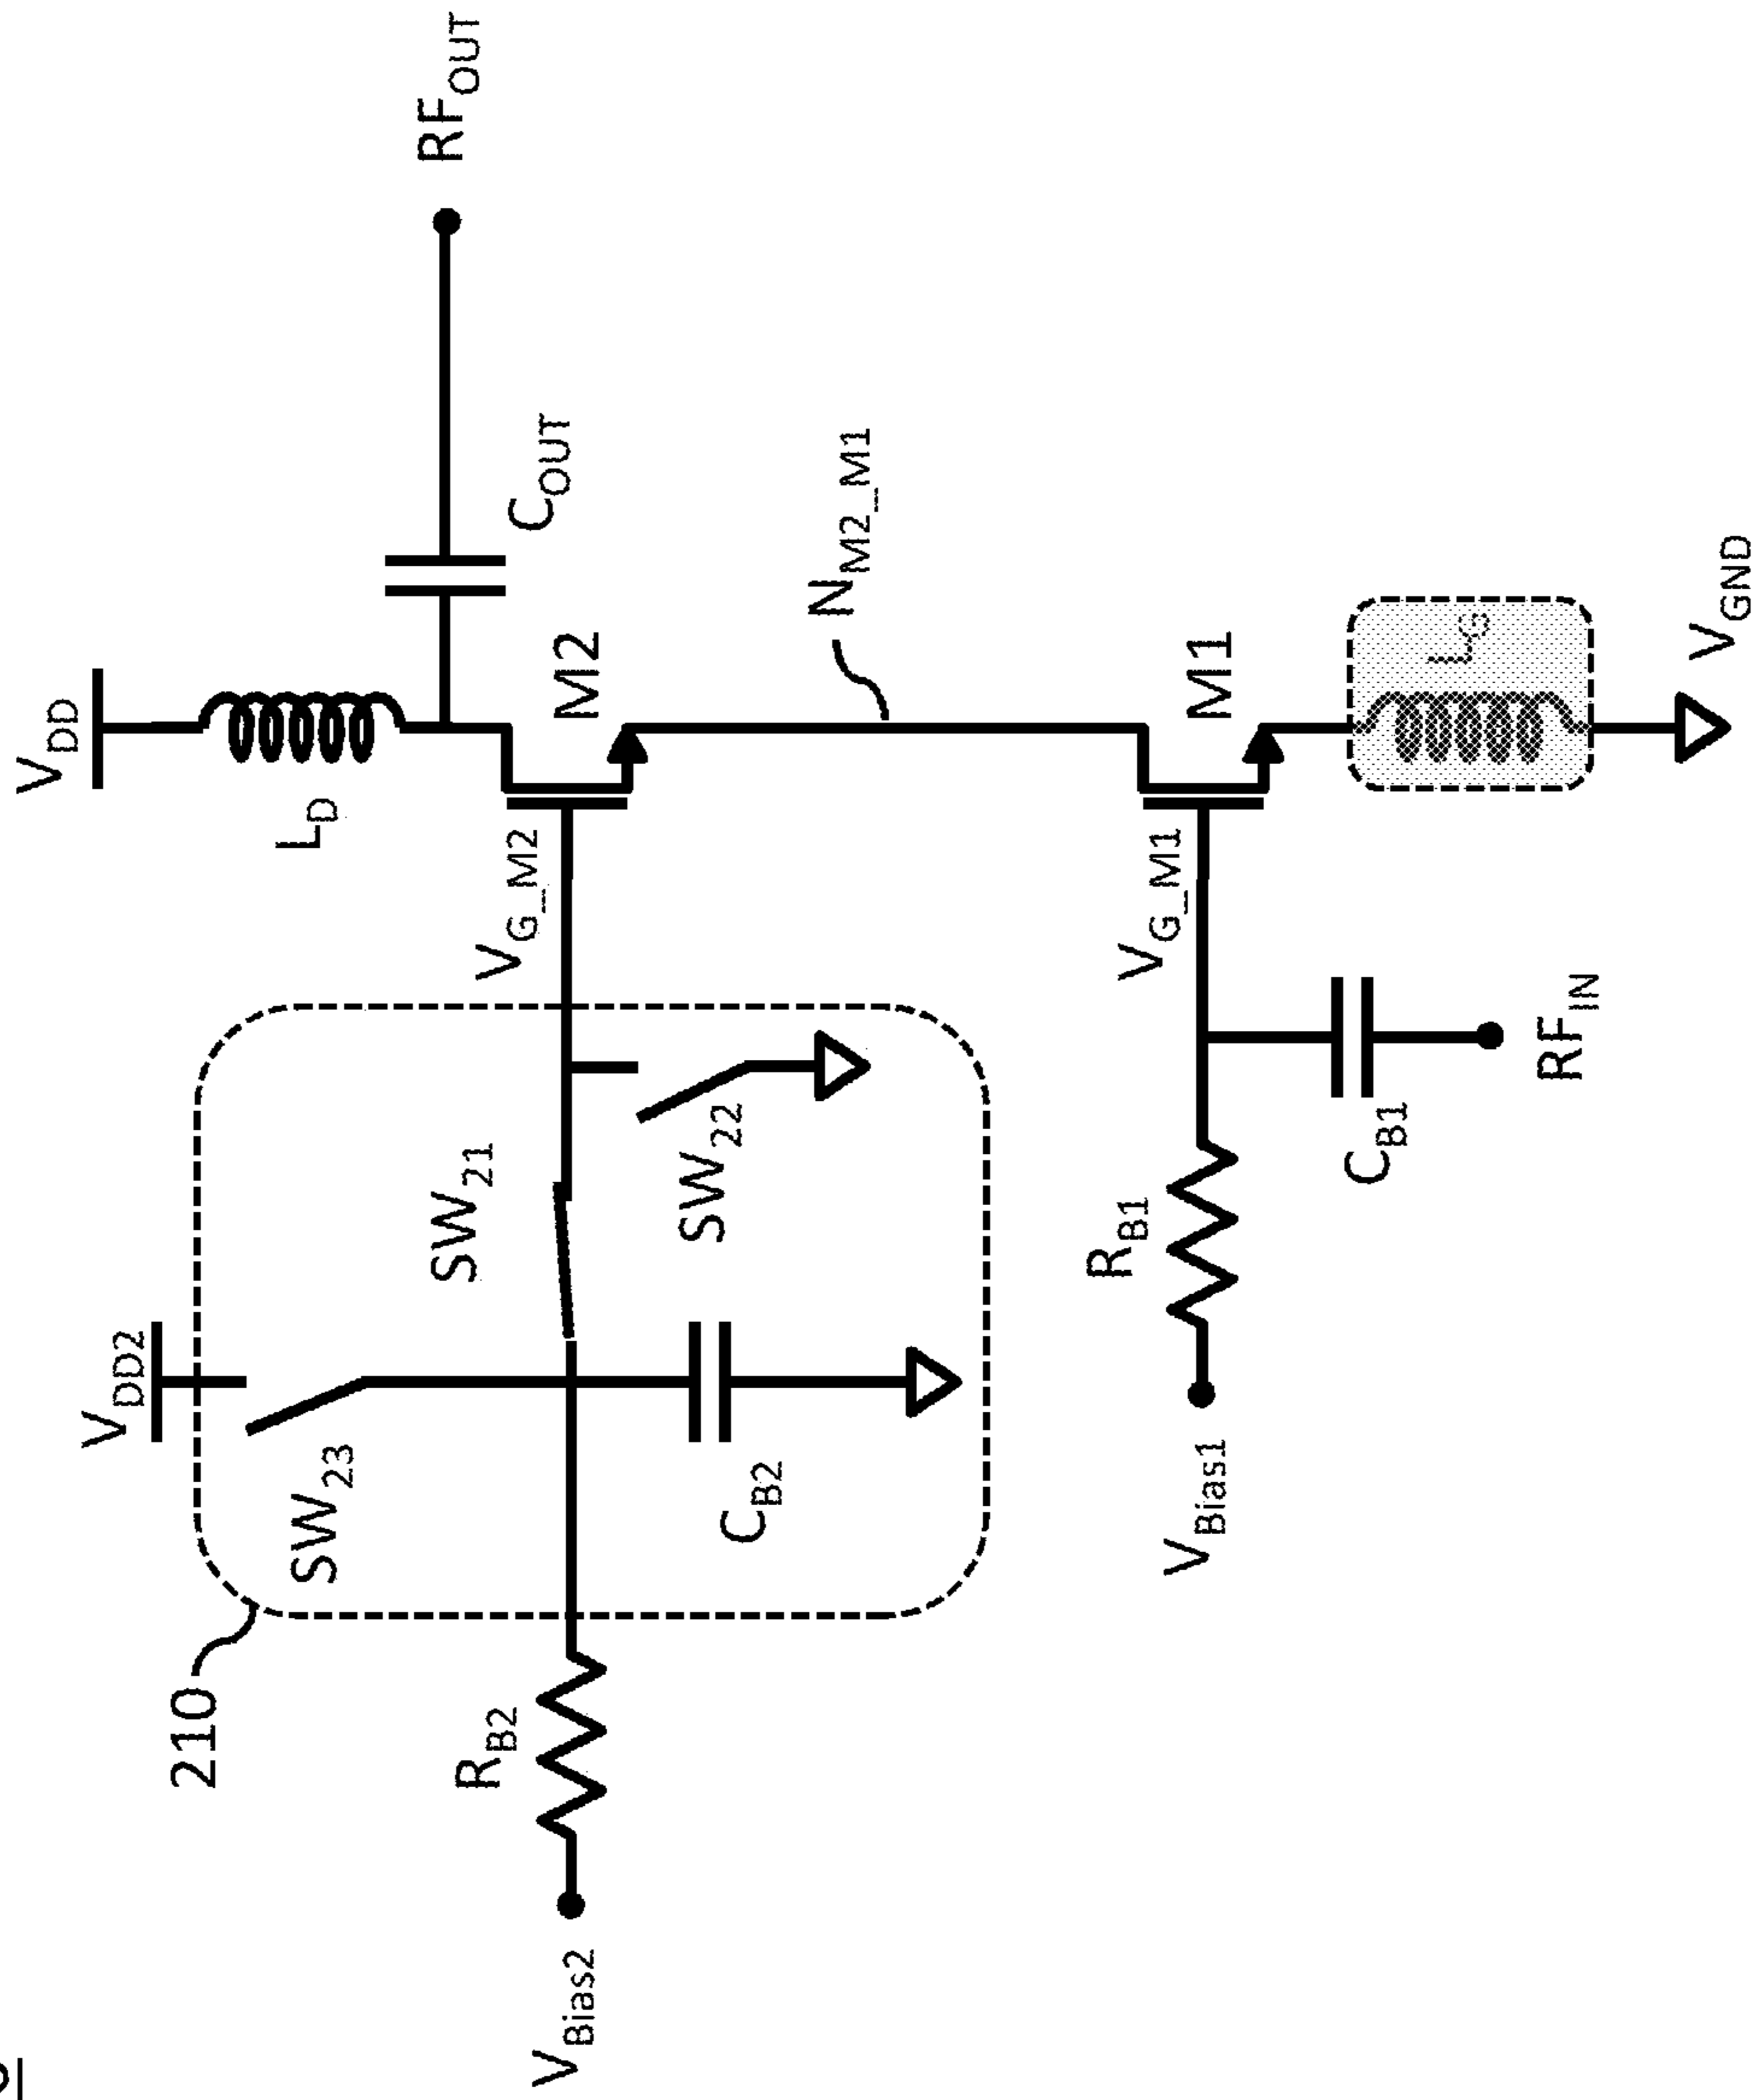 V_DD
L_D
RF_OUT
C_OUT
M2
V_G_M2
N_M2_M1
V_DD2
SW_23
SW_21
SW_22
C_B2
210
R_B2
V_Bias2
M1
V_G_M1
R_B1
C_B1
V_Bias1
RF_IN
L_G
V_GND